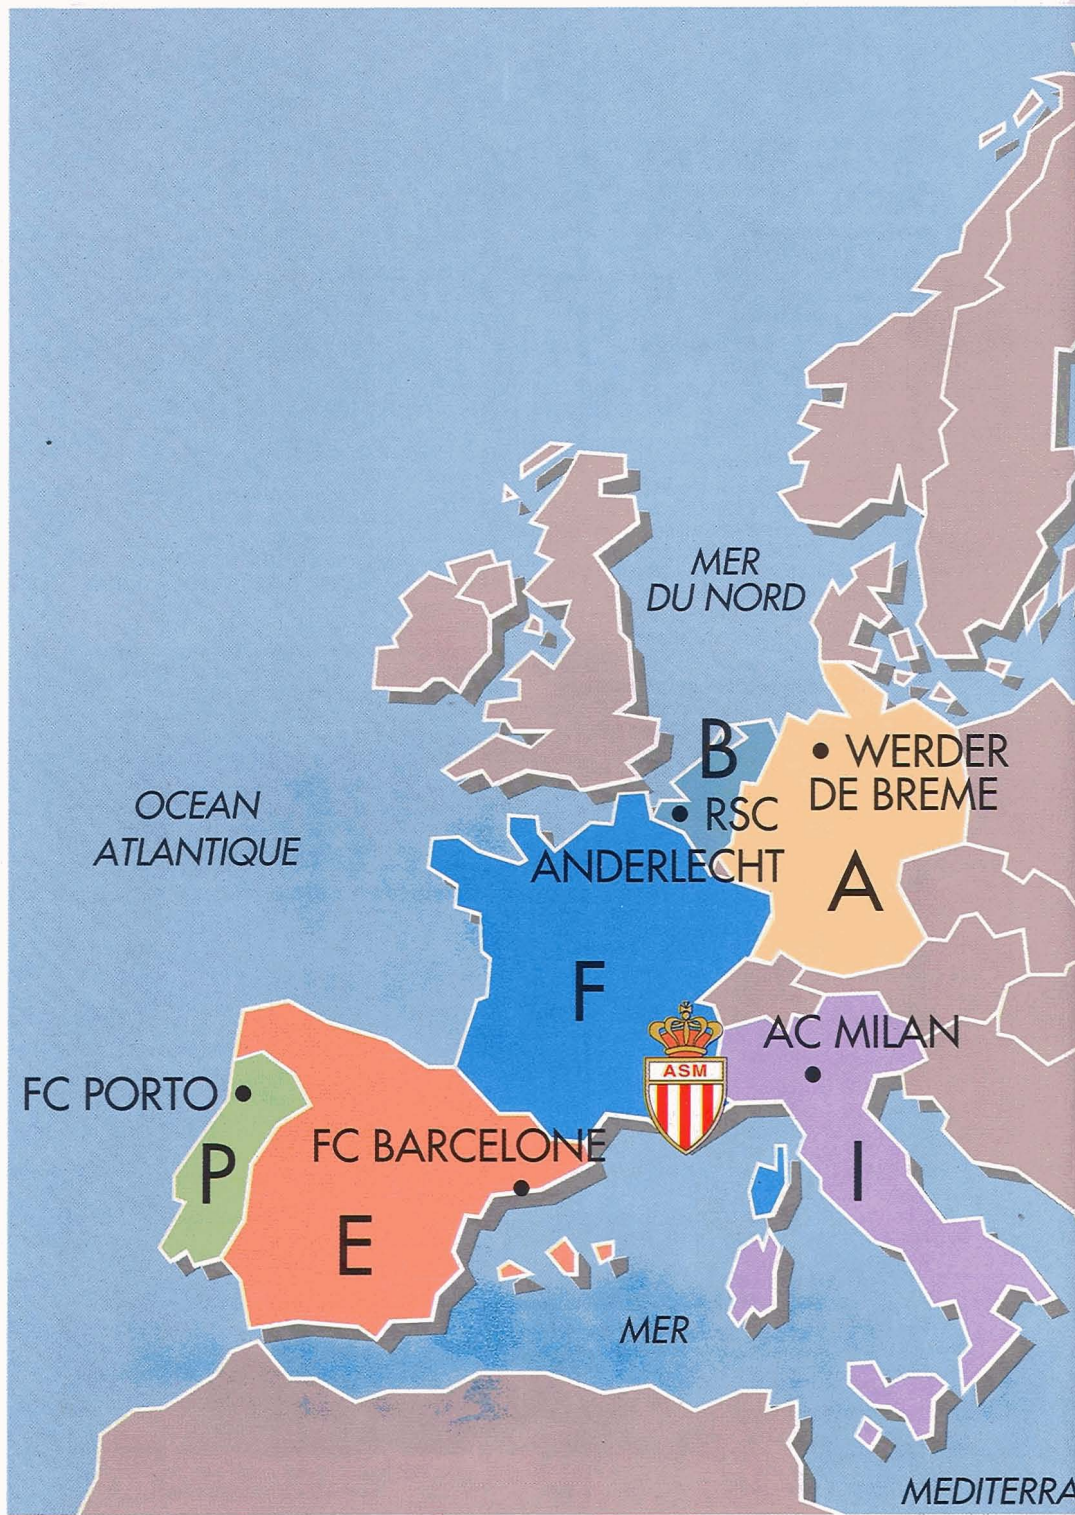 MER
DU NORD
B
WERDER
DE BREME
OCEAN
ATLANTIQUE
RSC
ANDERLECHT
A
F
AC MILAN
ASM
FC PORTO
FC BARCELONE
P
I
E
MER
MEDITERRA